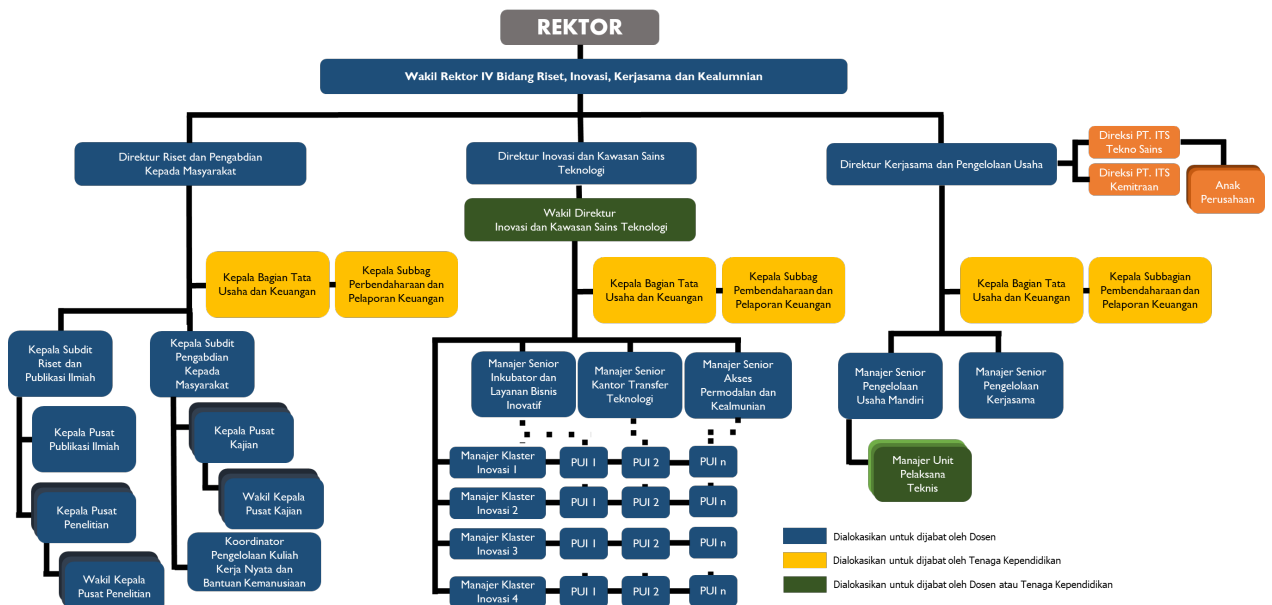 REKTOR
Wakil Rektor IV Bidang Riset, Inovasi, Kerjasama dan Kealumnian
Direktur Riset dan Pengabdian
Kepada Masyarakat
Direktur Inovasi dan Kawasan Sains
Teknologi
Direktur Kerjasama dan Pengelolaan Usaha
Direksi PT. ITS
Tekno Sains
Direksi PT. ITS
Kemitraan
Anak
Perusahaan
Wakil Direktur
Inovasi dan Kawasan Sains Teknologi
Kepala Bagian Tata
Usaha dan Keuangan
Kepala Subbag
Perbendaharaan dan
Pelaporan Keuangan
Kepala Bagian Tata
Usaha dan Keuangan
Kepala Subbag
Pembendaharaan dan
Pelaporan Keuangan
Kepala Bagian Tata
Usaha dan Keuangan
Kepala Subbagian
Pembendaharaan dan
Pelaporan Keuangan
Kepala Subdit
Riset dan
Publikasi Ilmiah
Kepala Subdit
Pengabdian
Kepada
Masyarakat
Kepala Pusat
Publikasi Ilmiah
Kepala Pusat
Penelitian
Wakil Kepala
Pusat Penelitian
Kepala Pusat
Kajian
Wakil Kepala
Pusat Kajian
Koordinator
Pengelolaan Kuliah
Kerja Nyata dan
Bantuan Kemanusiaan
Manajer Senior
Inkubator dan
Layanan Bisnis
Inovatif
Manajer Senior
Kantor Transfer
Teknologi
Manajer Senior
Akses
Permodalan dan
Kealmunian
Manajer Klaster
Inovasi 1
PUI 1
PUI 2
PUI n
Manajer Klaster
Inovasi 2
PUI 1
PUI 2
PUI n
Manajer Klaster
Inovasi 3
PUI 1
PUI 2
PUI n
Manajer Klaster
Inovasi 4
PUI 1
PUI 2
PUI n
Manajer Senior
Pengelolaan
Usaha Mandiri
Manajer Senior
Pengelolaan
Kerjasama
Manajer Unit
Pelaksana
Teknis
Dialokasikan untuk dijabat oleh Dosen
Dialokasikan untuk dijabat oleh Tenaga Kependidikan
Dialokasikan untuk dijabat oleh Dosen atau Tenaga Kependidikan